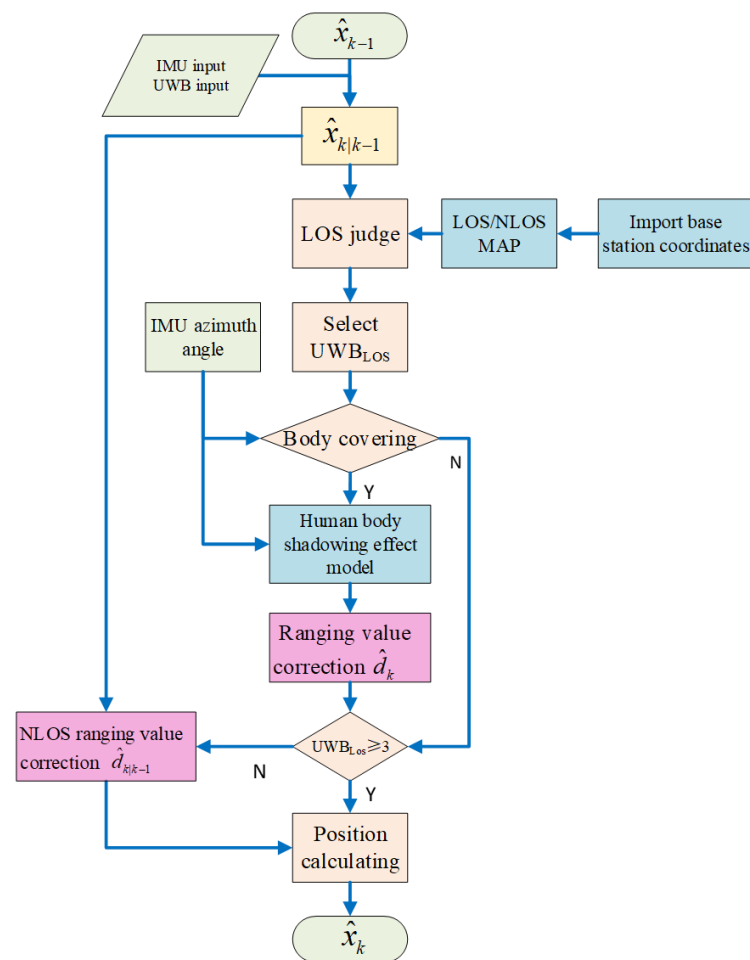 x̂ₖ₋₁
IMU input
UWB input
x̂ₖ|ₖ₋₁
LOS judge
LOS/NLOS
MAP
Import base
station coordinates
IMU azimuth
angle
Select
UWB_LOS
Body covering
N
Y
Human body
shadowing effect
model
Ranging value
correction d̂ₖ
NLOS ranging value
correction d̂ₖ|ₖ₋₁
UWB_Los≥3
N
Y
Position
calculating
x̂ₖ